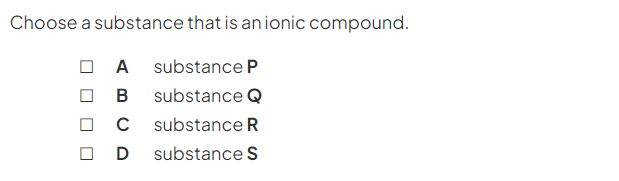 Choose a substance that is an ionic compound.
☐ A substance P
☐ B substance Q
☐ C substance R
☐ D substance S